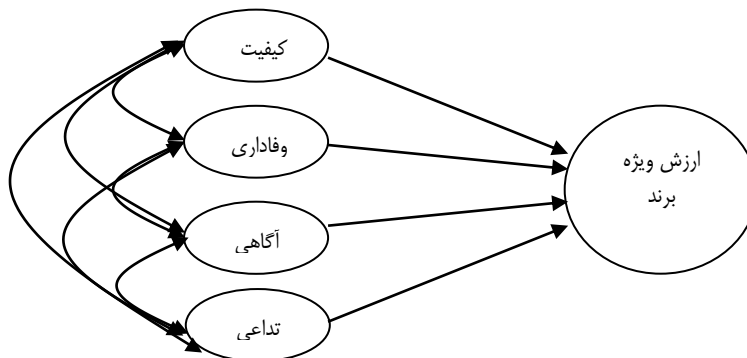 کیفیت
وفاداری
آگاهی
تداعی
ارزش ویژه
برند